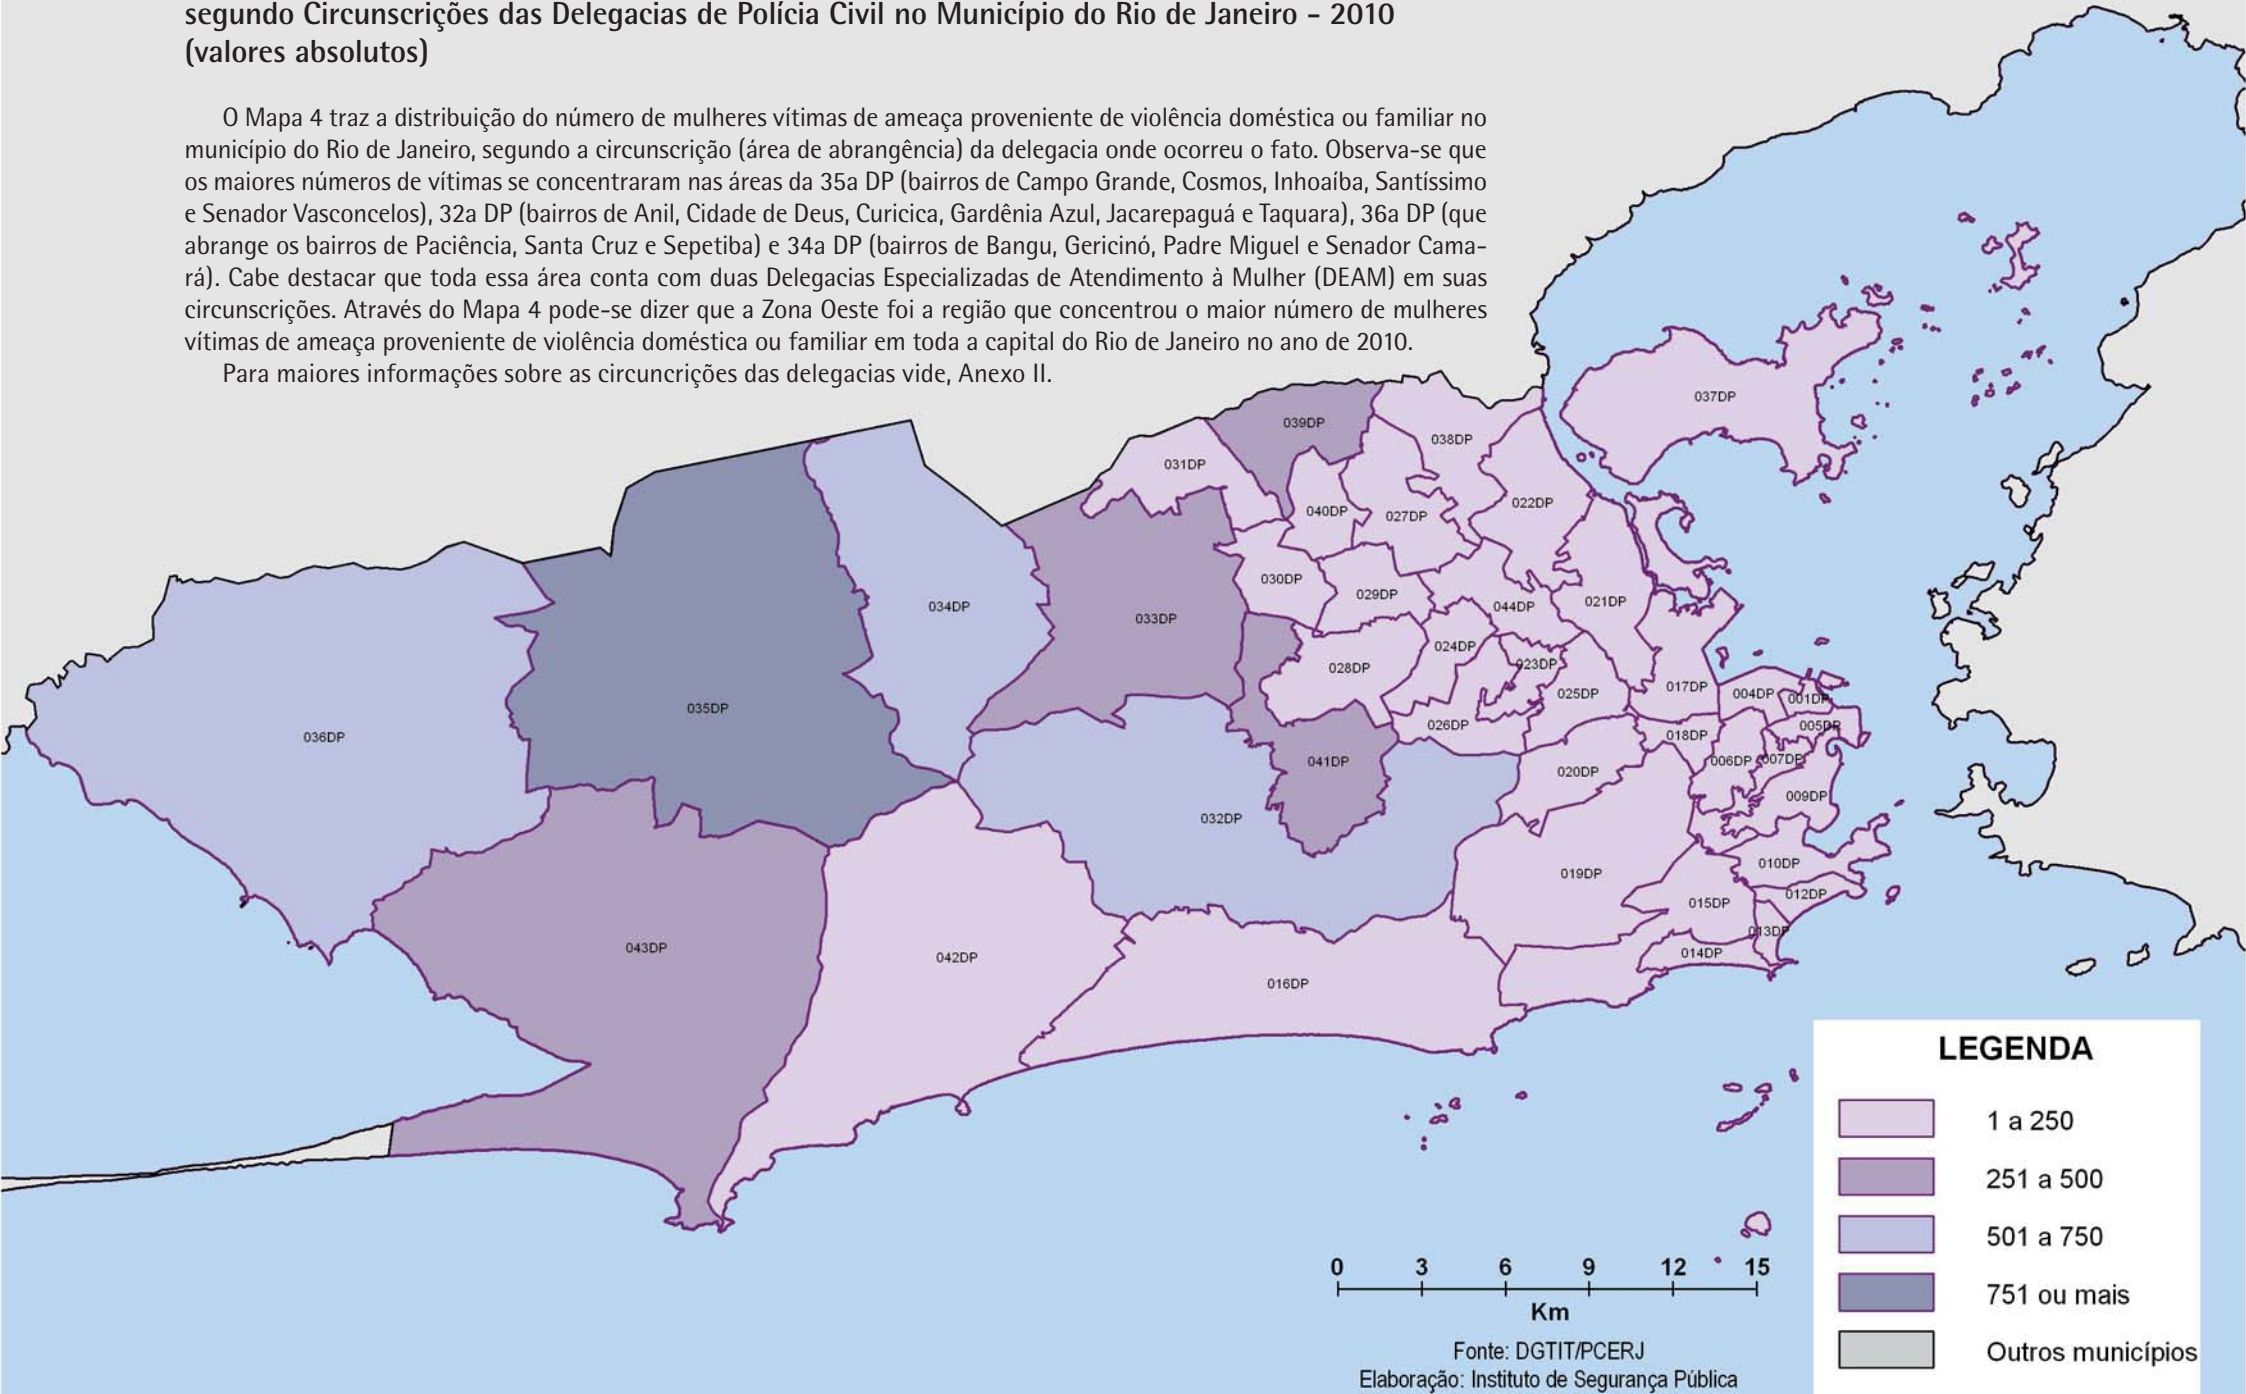 segundo Circunscrições das Delegacias de Polícia Civil no Município do Rio de Janeiro - 2010
(valores absolutos)
O Mapa 4 traz a distribuição do número de mulheres vítimas de ameaça proveniente de violência doméstica ou familiar no
município do Rio de Janeiro, segundo a circunscrição (área de abrangência) da delegacia onde ocorreu o fato. Observa-se que
os maiores números de vítimas se concentraram nas áreas da 35a DP (bairros de Campo Grande, Cosmos, Inhoaíba, Santíssimo
e Senador Vasconcelos), 32a DP (bairros de Anil, Cidade de Deus, Curicica, Gardênia Azul, Jacarepaguá e Taquara), 36a DP (que
abrange os bairros de Paciência, Santa Cruz e Sepetiba) e 34a DP (bairros de Bangu, Gericinó, Padre Miguel e Senador Cama-
rá). Cabe destacar que toda essa área conta com duas Delegacias Especializadas de Atendimento à Mulher (DEAM) em suas
circunscrições. Através do Mapa 4 pode-se dizer que a Zona Oeste foi a região que concentrou o maior número de mulheres
vítimas de ameaça proveniente de violência doméstica ou familiar em toda a capital do Rio de Janeiro no ano de 2010.
Para maiores informações sobre as circuncrições das delegacias vide, Anexo II.
037DP
039DP
038DP
031DP
022DP
040DP
027DP
030DP
029DP
044DP
021DP
034DP
033DP
024DP
023DP
028DP
025DP
017DP
004DP
001DP
035DP
026DP
005DP
018DP
036DP
041DP
006DP
007DP
020DP
009DP
032DP
010DP
019DP
012DP
015DP
013DP
043DP
014DP
042DP
016DP
LEGENDA
1 a 250
251 a 500
501 a 750
751 ou mais
Outros municípios
0 3 6 9 12 15
Km
Fonte: DGTIT/PCERJ
Elaboração: Instituto de Segurança Pública